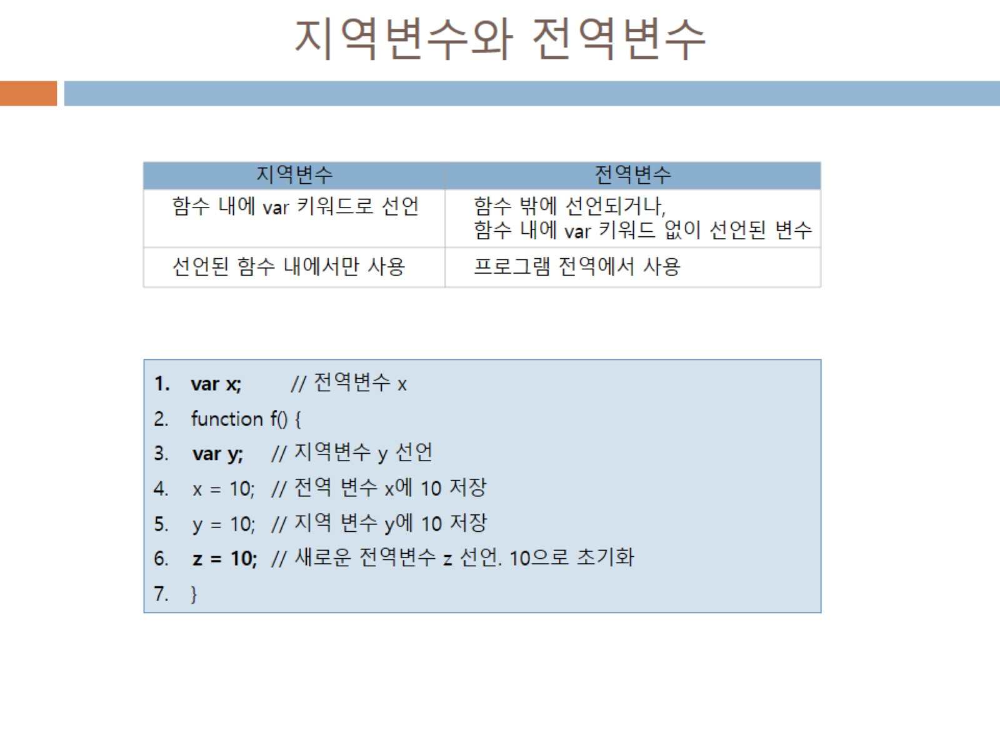 지역변수와 전역변수
지역변수 전역변수
함수 내에 var 키워드로 선언 함수 밖에 선언되거나,
함수 내에 var 키워드 없이 선언된 변수
선언된 함수 내에서만 사용 프로그램 전역에서 사용
1. var x; // 전역변수 x
2. function f() {
3. var y; // 지역변수 y 선언
4. x = 10; // 전역 변수 x에 10 저장
5. y = 10; // 지역 변수 y에 10 저장
6. z = 10; // 새로운 전역변수 z 선언. 10으로 초기화
7. }